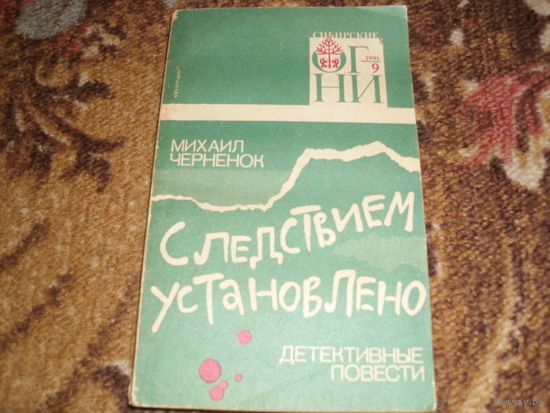 СИБИРСКИЕ
ОГ
1991
9
НИ
МИХАИЛ
ЧЕРНЕНОК
СЛЕДСТВИЕМ
УСТАНОВЛЕНО
ДЕТЕКТИВНЫЕ
ПОВЕСТИ